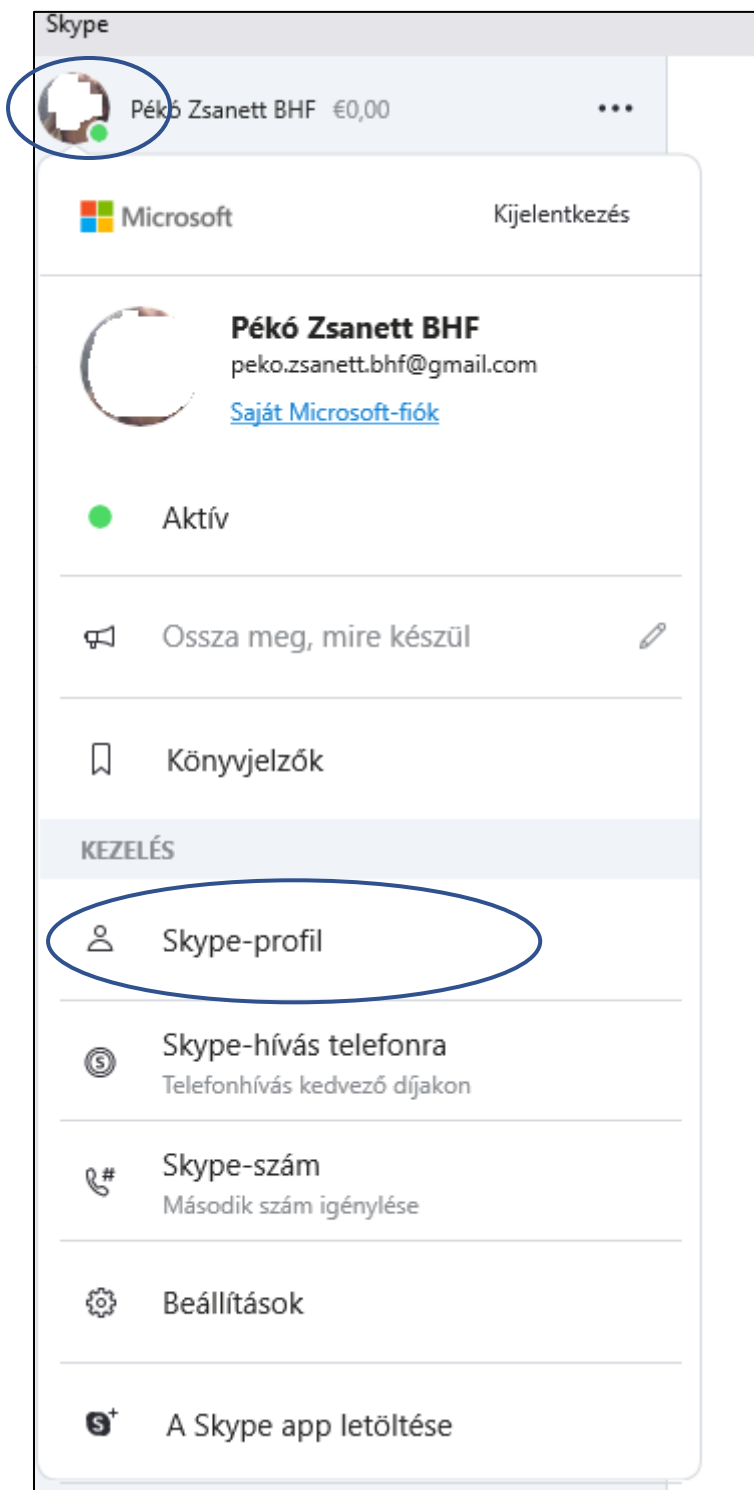 Skype
Pékó Zsanett BHF €0,00
Microsoft Kijelentkezés
Pékó Zsanett BHF
peko.zsanett.bhf@gmail.com
Saját Microsoft-fiók
Aktív
Ossza meg, mire készül
Könyvjelzők
KEZELÉS
Skype-profil
Skype-hívás telefonra
Telefonhívás kedvező díjakon
Skype-szám
Második szám igénylése
Beállítások
A Skype app letöltése